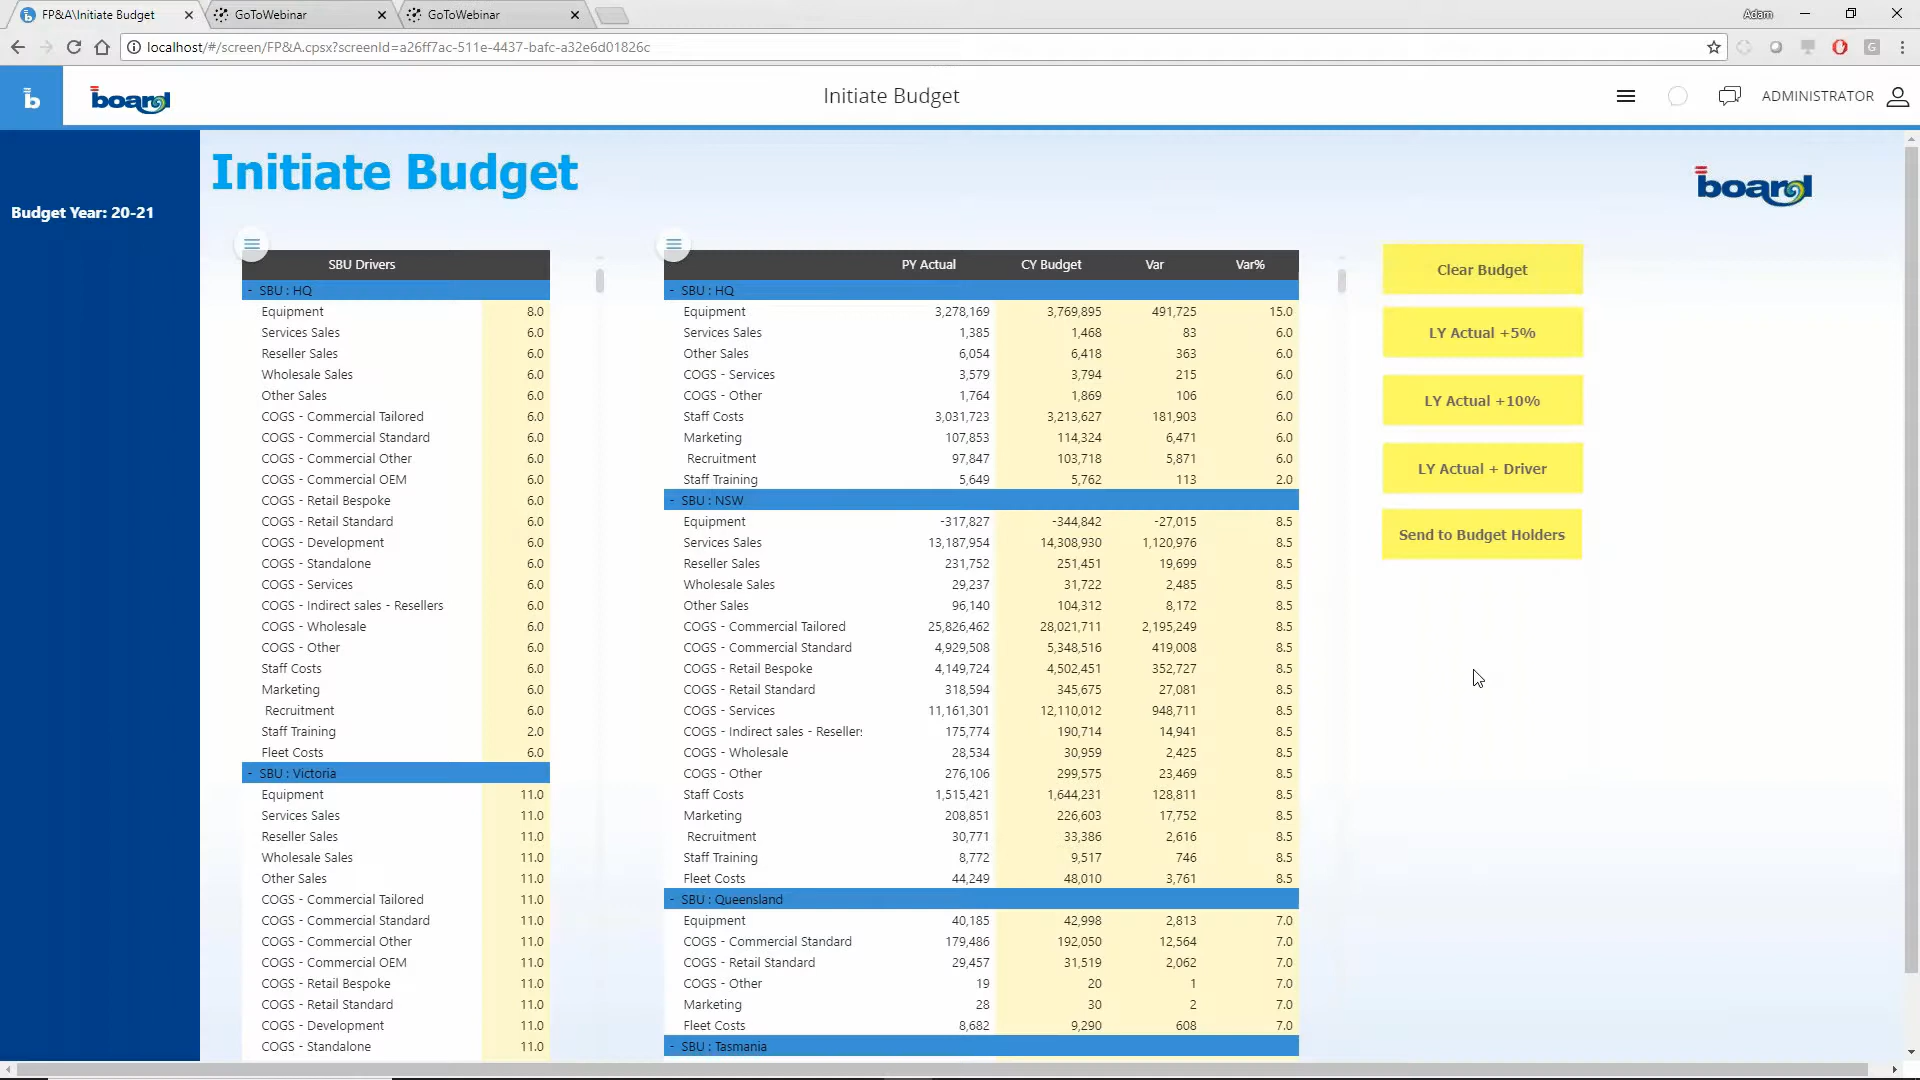 FP&A\Initiate Budget
GoToWebinar
GoToWebinar
Adam
localhost/#/screen/FP&A.cpsx?screenId=a26ff7ac-511e-4437-bafc-a32e6d01826c
b board
Initiate Budget
ADMINISTRATOR
Initiate Budget
board
Budget Year: 20-21
SBU Drivers
- SBU : HQ
Equipment 8.0
Services Sales 6.0
Reseller Sales 6.0
Wholesale Sales 6.0
Other Sales 6.0
COGS - Commercial Tailored 6.0
COGS - Commercial Standard 6.0
COGS - Commercial Other 6.0
COGS - Commercial OEM 6.0
COGS - Retail Bespoke 6.0
COGS - Retail Standard 6.0
COGS - Development 6.0
COGS - Standalone 6.0
COGS - Services 6.0
COGS - Indirect sales - Resellers 6.0
COGS - Wholesale 6.0
COGS - Other 6.0
Staff Costs 6.0
Marketing 6.0
Recruitment 6.0
Staff Training 2.0
Fleet Costs 6.0
- SBU : Victoria
Equipment 11.0
Services Sales 11.0
Reseller Sales 11.0
Wholesale Sales 11.0
Other Sales 11.0
COGS - Commercial Tailored 11.0
COGS - Commercial Standard 11.0
COGS - Commercial Other 11.0
COGS - Commercial OEM 11.0
COGS - Retail Bespoke 11.0
COGS - Retail Standard 11.0
COGS - Development 11.0
COGS - Standalone 11.0
PY Actual CY Budget Var Var%
- SBU : HQ
Equipment 3,278,169 3,769,895 491,725 15.0
Services Sales 1,385 1,468 83 6.0
Other Sales 6,054 6,418 363 6.0
COGS - Services 3,579 3,794 215 6.0
COGS - Other 1,764 1,869 106 6.0
Staff Costs 3,031,723 3,213,627 181,903 6.0
Marketing 107,853 114,324 6,471 6.0
Recruitment 97,847 103,718 5,871 6.0
Staff Training 5,649 5,762 113 2.0
- SBU : NSW
Equipment -317,827 -344,842 -27,015 8.5
Services Sales 13,187,954 14,308,930 1,120,976 8.5
Reseller Sales 231,752 251,451 19,699 8.5
Wholesale Sales 29,237 31,722 2,485 8.5
Other Sales 96,140 104,312 8,172 8.5
COGS - Commercial Tailored 25,826,462 28,021,711 2,195,249 8.5
COGS - Commercial Standard 4,929,508 5,348,516 419,008 8.5
COGS - Retail Bespoke 4,149,724 4,502,451 352,727 8.5
COGS - Retail Standard 318,594 345,675 27,081 8.5
COGS - Services 11,161,301 12,110,012 948,711 8.5
COGS - Indirect sales - Reseller: 175,774 190,714 14,941 8.5
COGS - Wholesale 28,534 30,959 2,425 8.5
COGS - Other 276,106 299,575 23,469 8.5
Staff Costs 1,515,421 1,644,231 128,811 8.5
Marketing 208,851 226,603 17,752 8.5
Recruitment 30,771 33,386 2,616 8.5
Staff Training 8,772 9,517 746 8.5
Fleet Costs 44,249 48,010 3,761 8.5
- SBU : Queensland
Equipment 40,185 42,998 2,813 7.0
COGS - Commercial Standard 179,486 192,050 12,564 7.0
COGS - Retail Standard 29,457 31,519 2,062 7.0
COGS - Other 19 20 1 7.0
Marketing 28 30 2 7.0
Fleet Costs 8,682 9,290 608 7.0
- SBU : Tasmania
Clear Budget
LY Actual +5%
LY Actual +10%
LY Actual + Driver
Send to Budget Holders